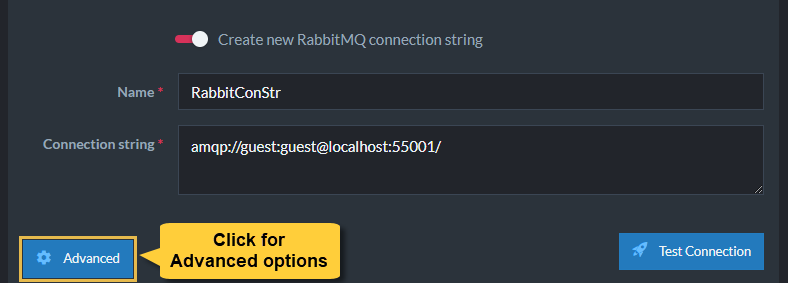 Create new RabbitMQ connection string
Name *
RabbitConStr
Connection string *
amqp://guest:guest@localhost:55001/
Advanced
Click for
Advanced options
Test Connection